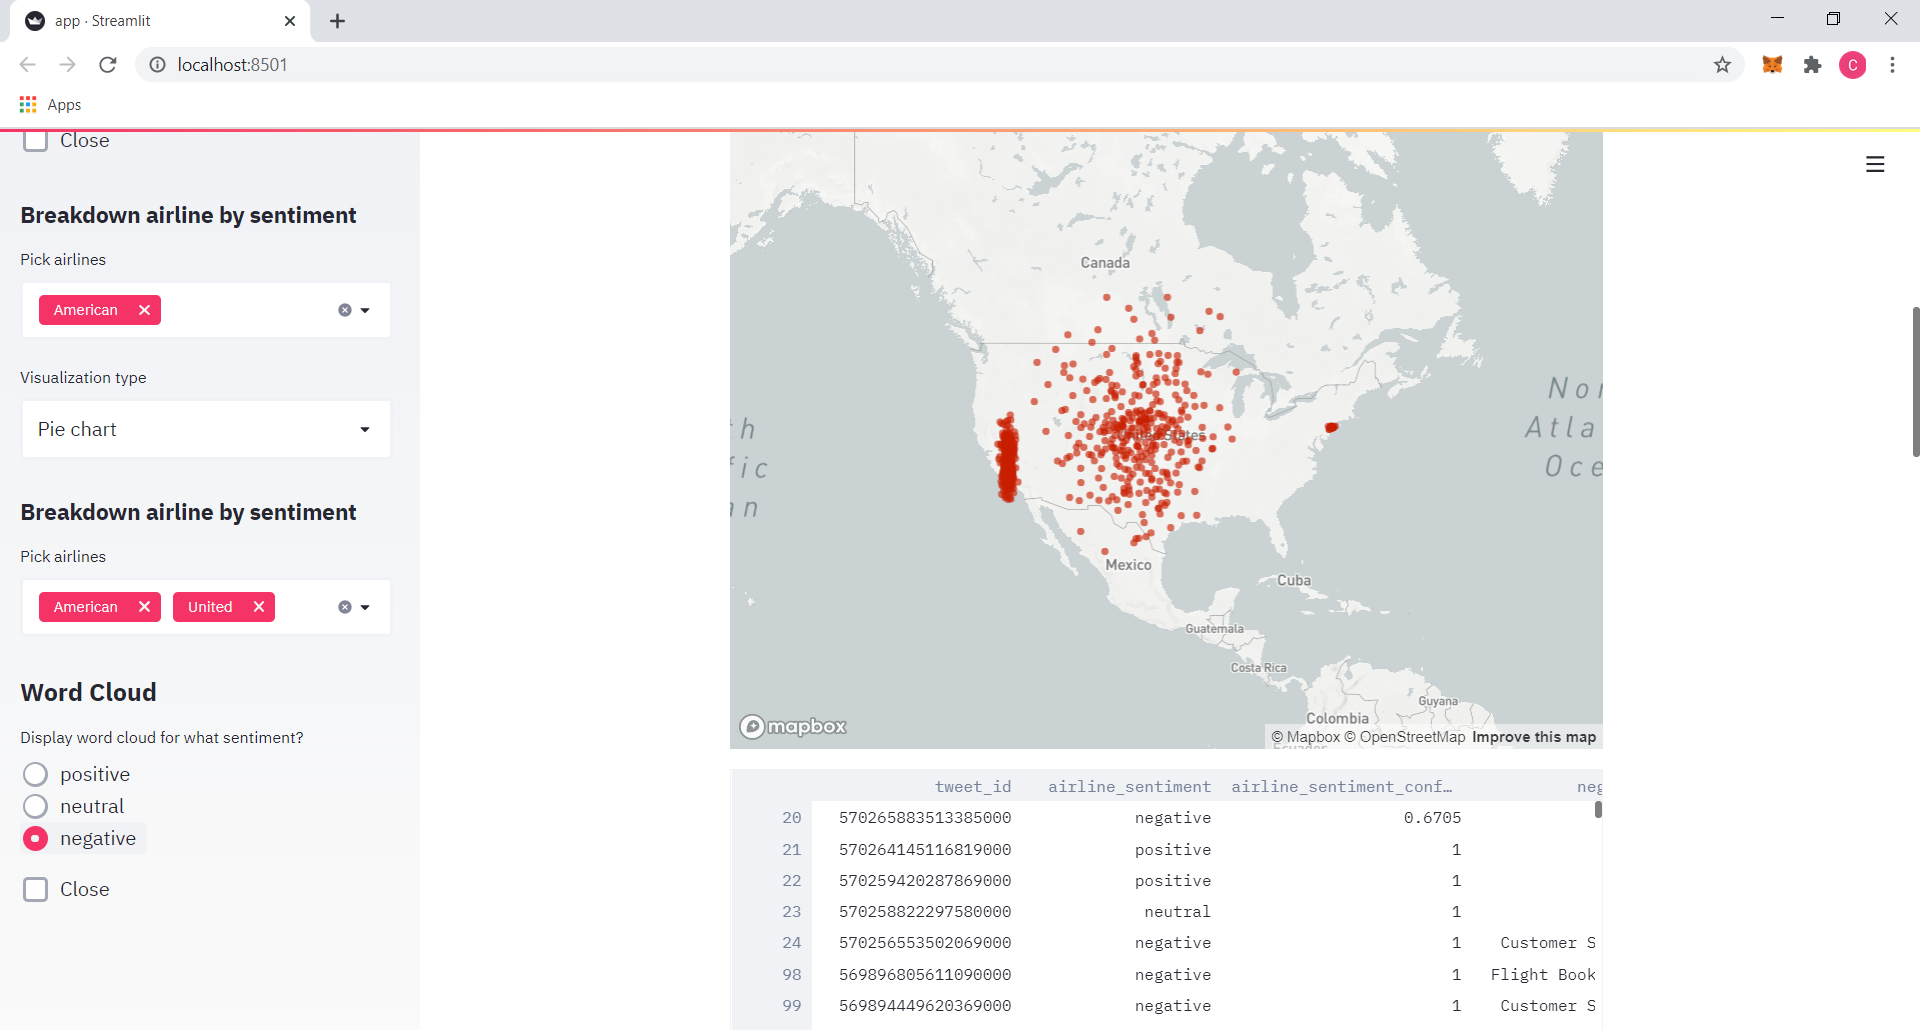 app · Streamlit
localhost:8501
C
Apps
Close
Breakdown airline by sentiment
Pick airlines
American
Visualization type
Pie chart
Breakdown airline by sentiment
Pick airlines
American United
Word Cloud
Display word cloud for what sentiment?
positive
neutral
negative
Close
Canada
United States
Nor
Atla
Oce
h
fic
an
Mexico
Cuba
Guatemala
Costa Rica
Guyana
Colombia
Ecuador
mapbox
© Mapbox © OpenStreetMap Improve this map
tweet_id airline_sentiment airline_sentiment_conf… neg
20 570265883513385000 negative 0.6705
21 570264145116819000 positive 1
22 570259420287869000 positive 1
23 570258822297580000 neutral 1
24 570256553502069000 negative 1 Customer S
98 569896805611090000 negative 1 Flight Book
99 569894449620369000 negative 1 Customer S